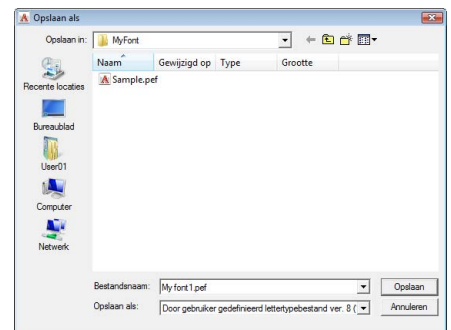 Opslaan als
Opslaan in: MyFont
Naam Gewijzigd op Type Grootte
Sample.pef
Recente locaties
Bureaublad
User01
Computer
Netwerk
Bestandsnaam: My font1.pef Opslaan
Opslaan als: Door gebruiker gedefinieerd lettertypebestand ver. 8 ( Annuleren